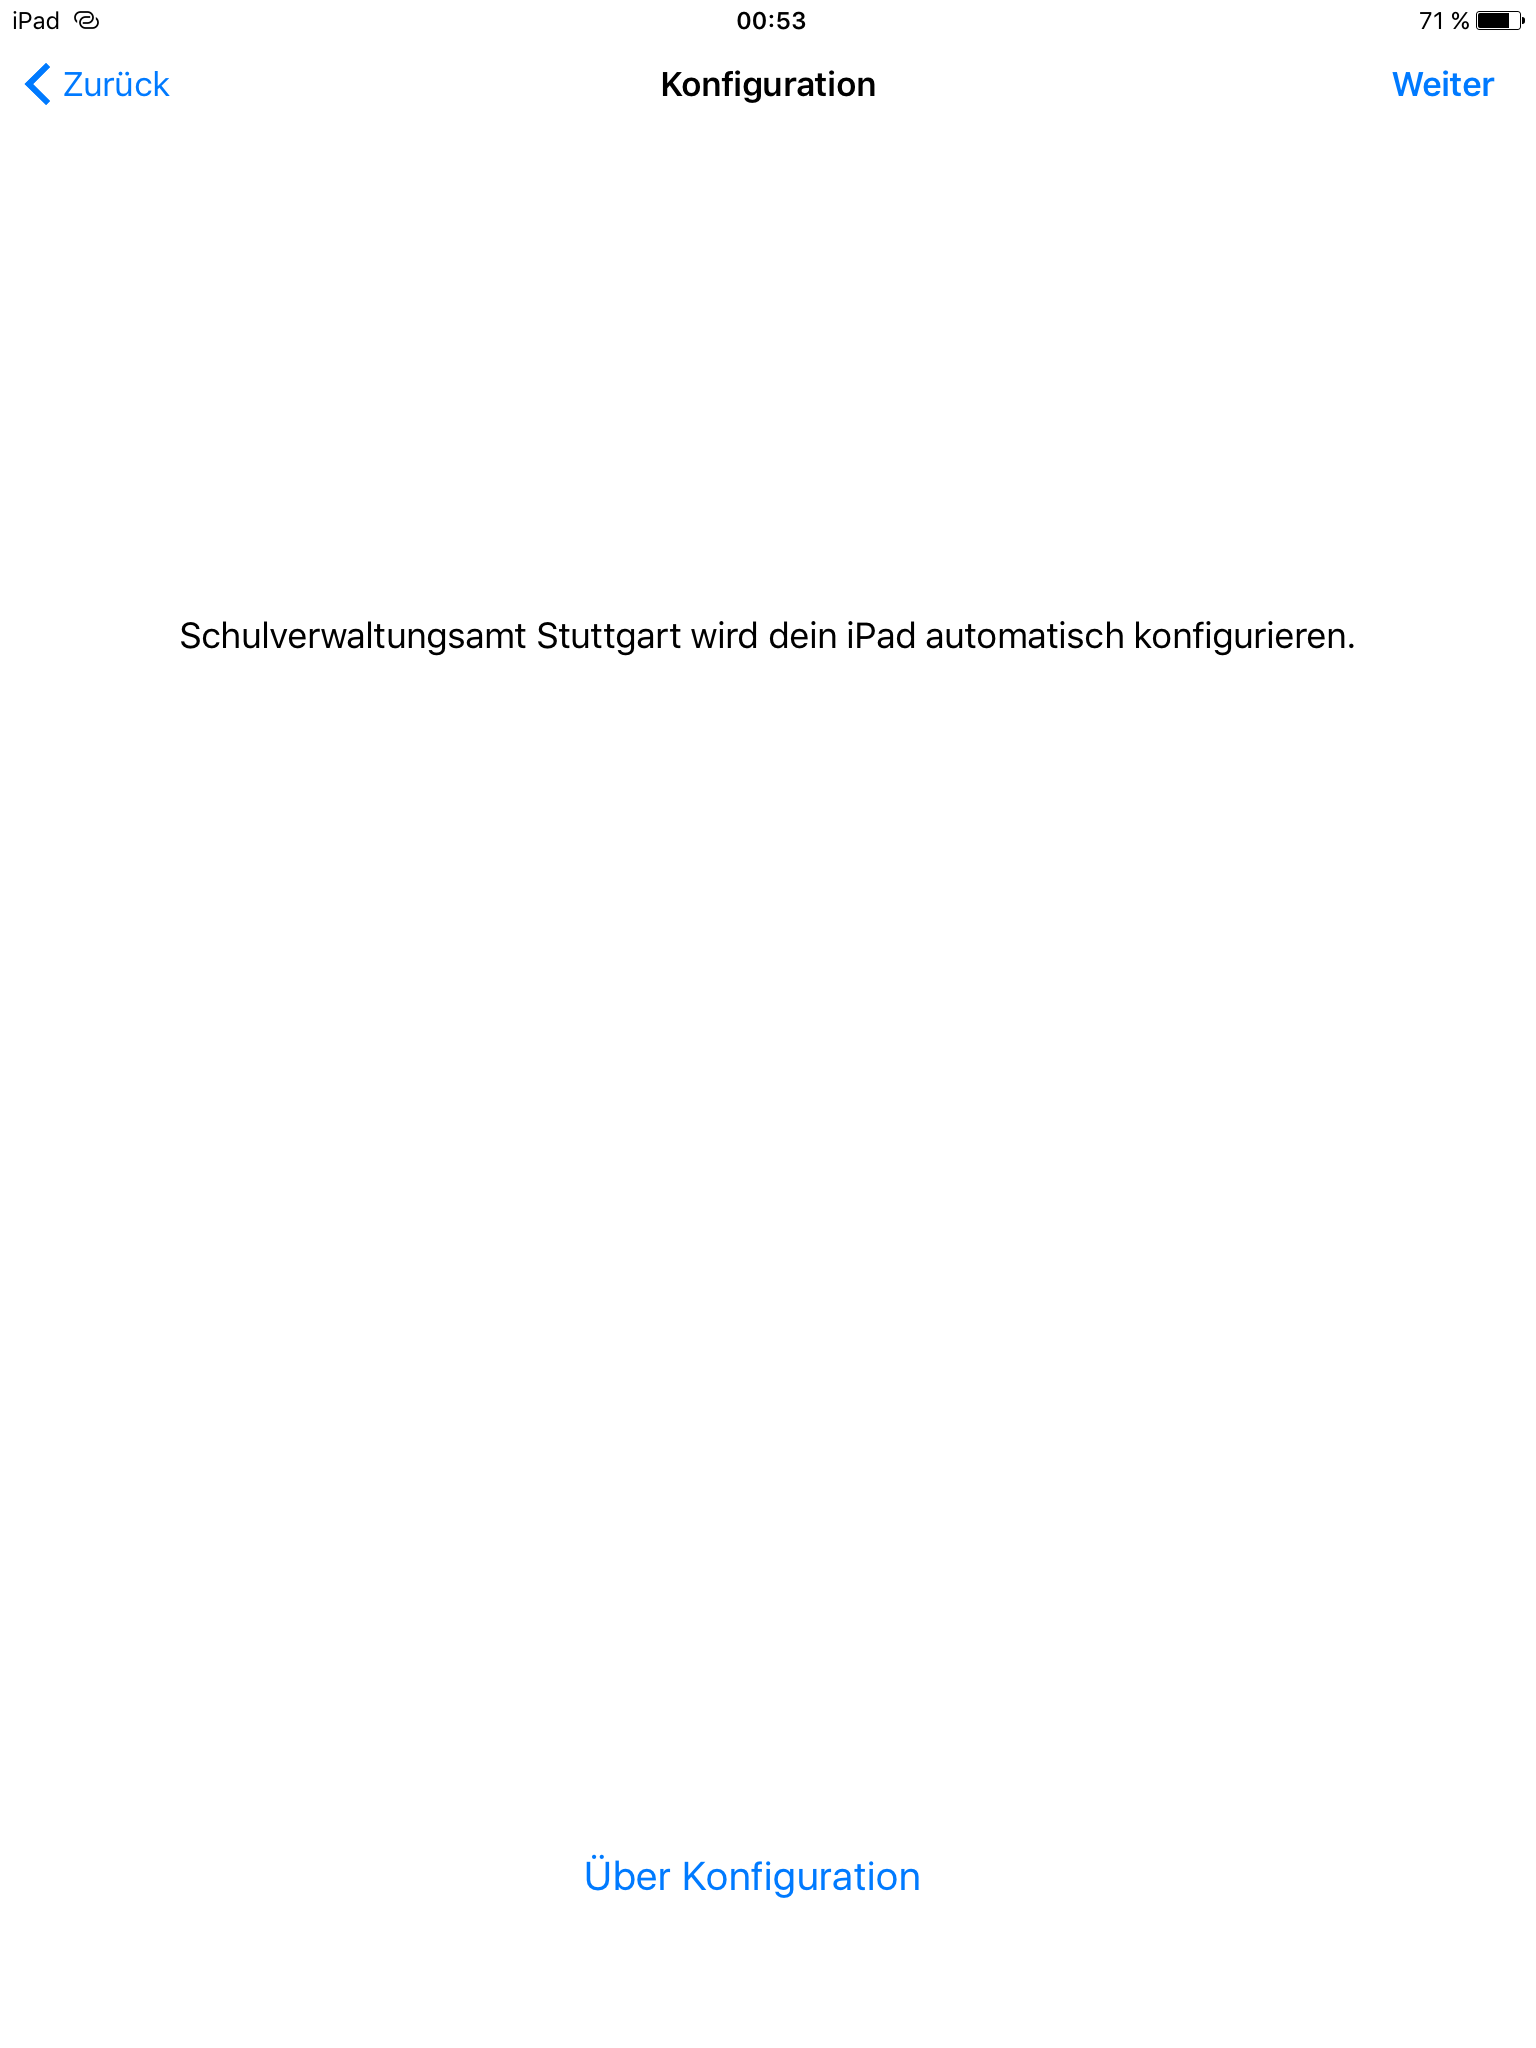 iPad 00:53 71 %
Zurück Konfiguration Weiter
Schulverwaltungsamt Stuttgart wird dein iPad automatisch konfigurieren.
Über Konfiguration